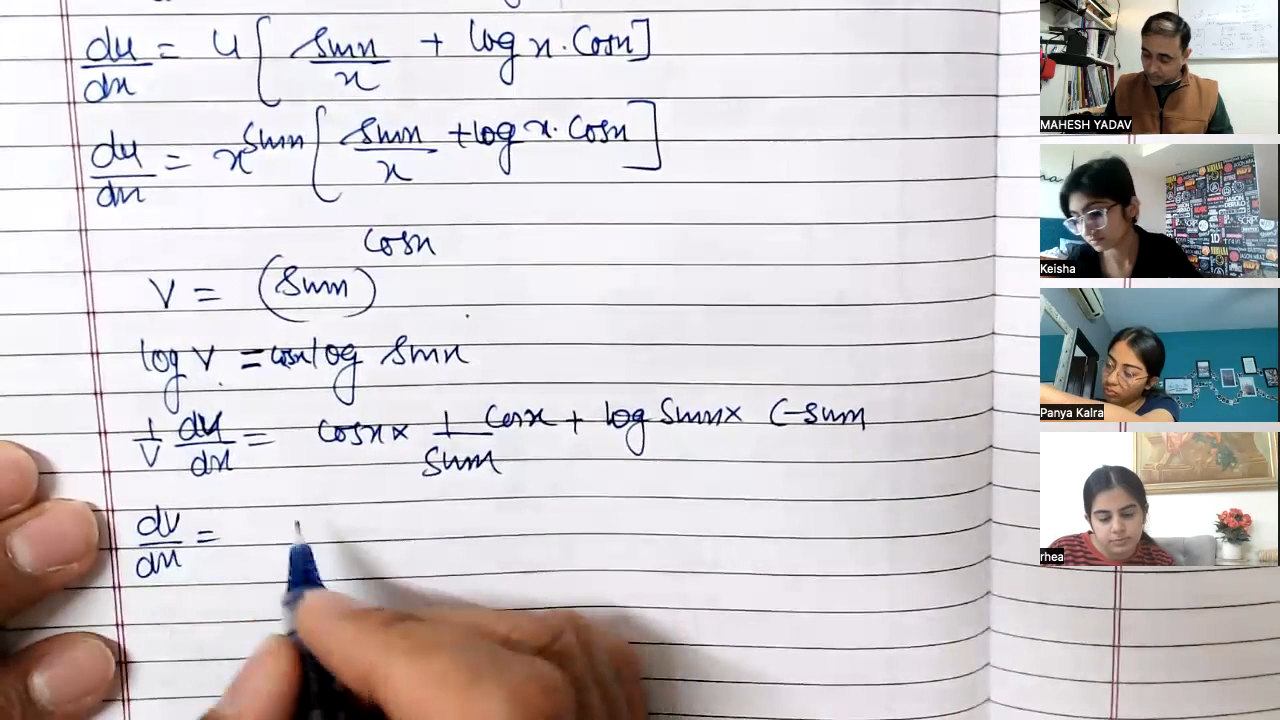 du/dx = u [ sinx/x + log x . Cosx ]
du/dx = x^sinx [ sinx/x + log x . Cosx ]
V = (sinx)^cosx
log V = cosx log sinx
1/V dv/dx = cosx × 1/sinx cosx + log sinx × (-sinx
dv/dx =
MAHESH YADAV
Keisha
Panya Kalra
rhea